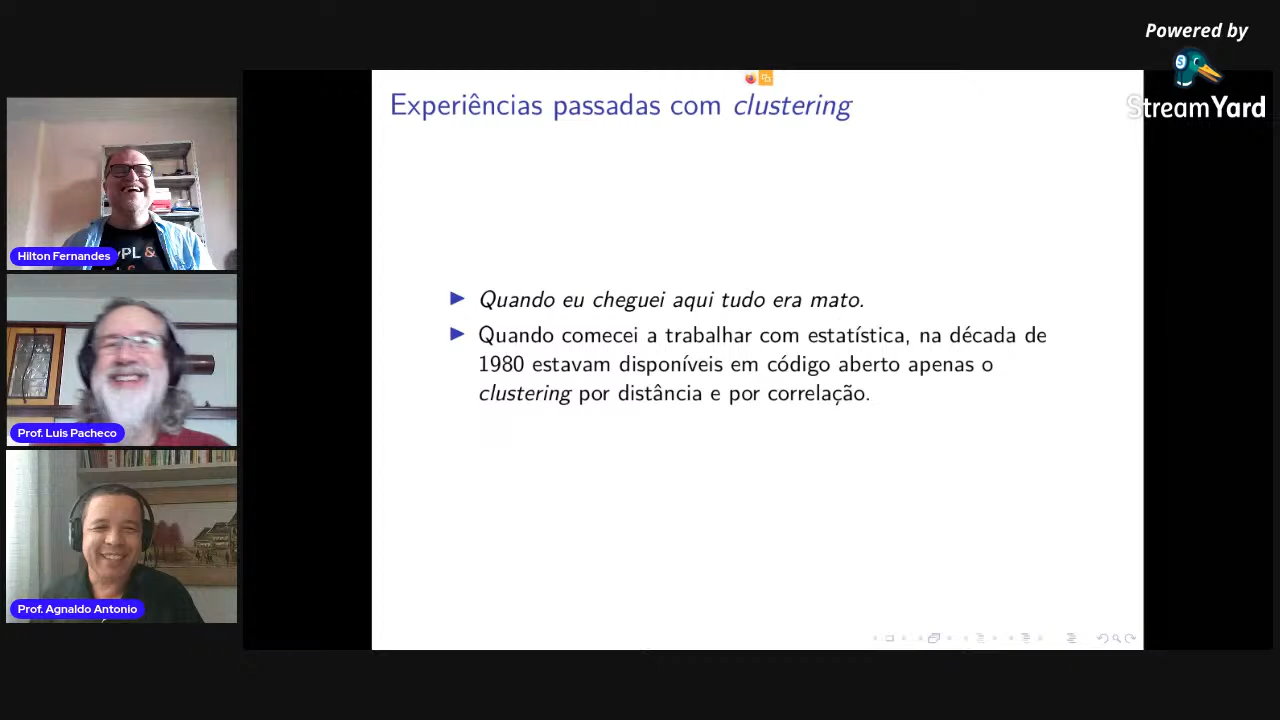 Powered by
StreamYard
Experiências passadas com clustering
Quando eu cheguei aqui tudo era mato.
Quando comecei a trabalhar com estatística, na década de
1980 estavam disponíveis em código aberto apenas o
clustering por distância e por correlação.
Hilton Fernandes
Prof. Luis Pacheco
Prof. Agnaldo Antonio